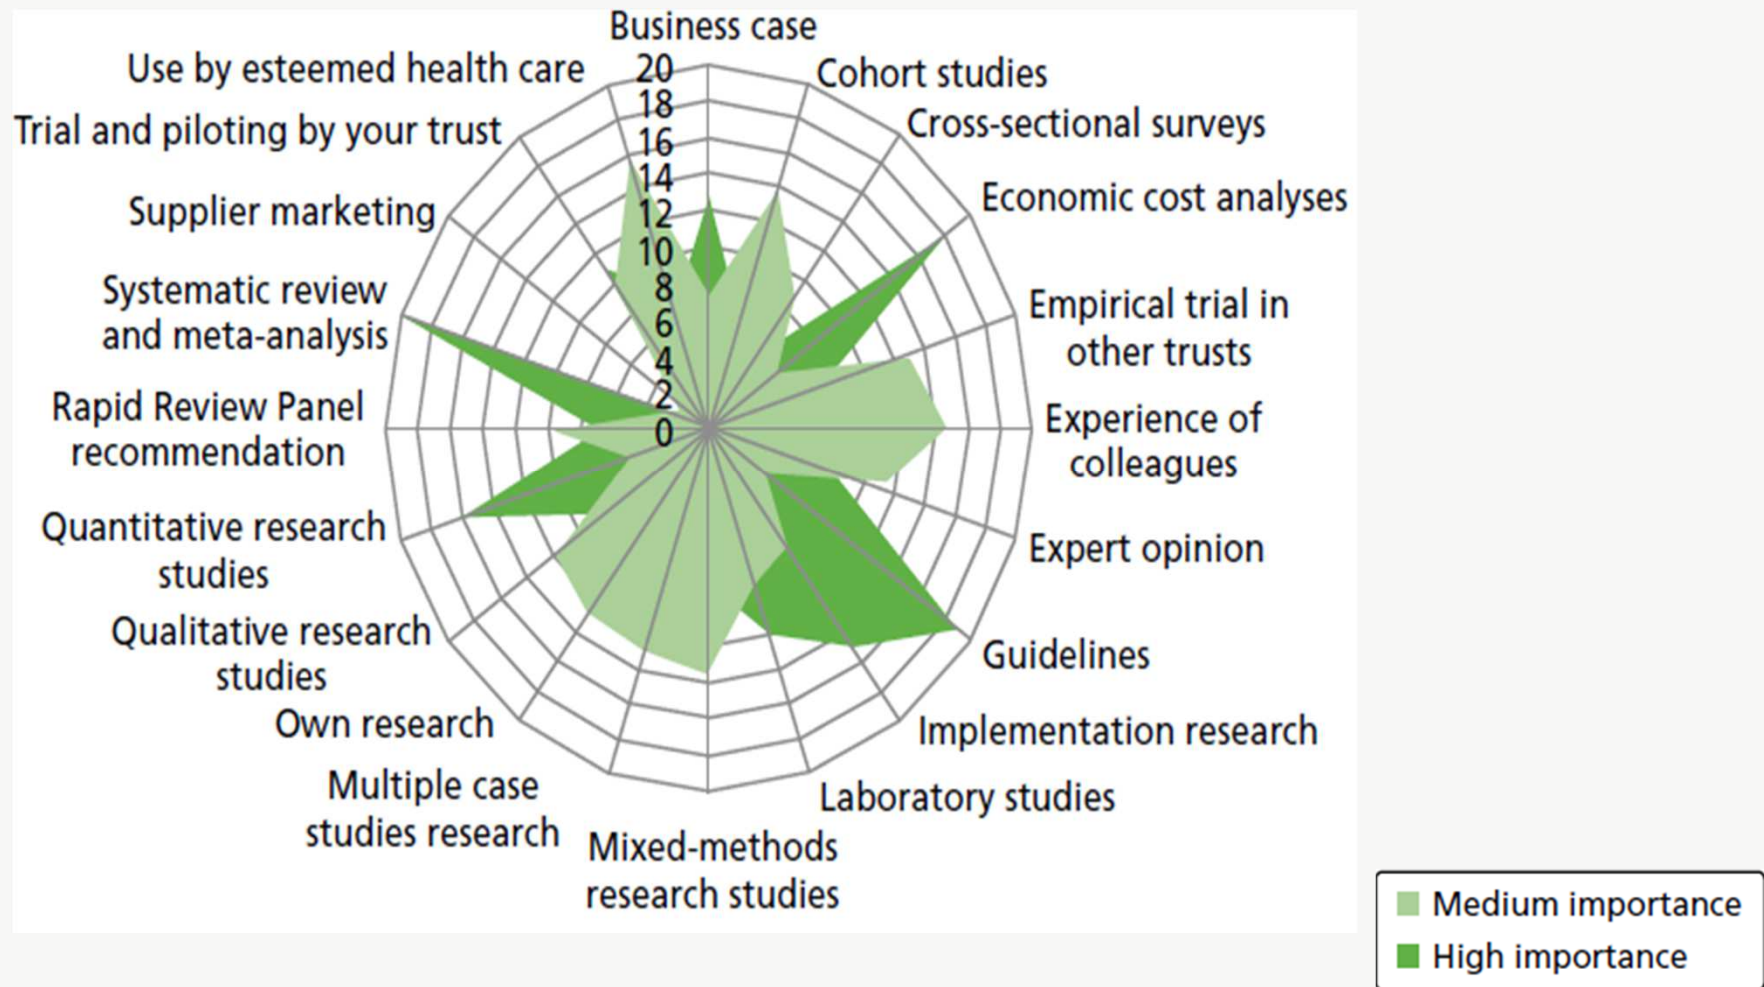 Business case
Use by esteemed health care
Cohort studies
Trial and piloting by your trust
Cross-sectional surveys
Supplier marketing
Economic cost analyses
Systematic review
and meta-analysis
Empirical trial in
other trusts
Rapid Review Panel
recommendation
Experience of
colleagues
Quantitative research
studies
Expert opinion
Qualitative research
studies
Guidelines
Own research
Implementation research
Multiple case
studies research
Laboratory studies
Mixed-methods
research studies
20
18
16
14
12
10
8
6
4
2
0
Medium importance
High importance